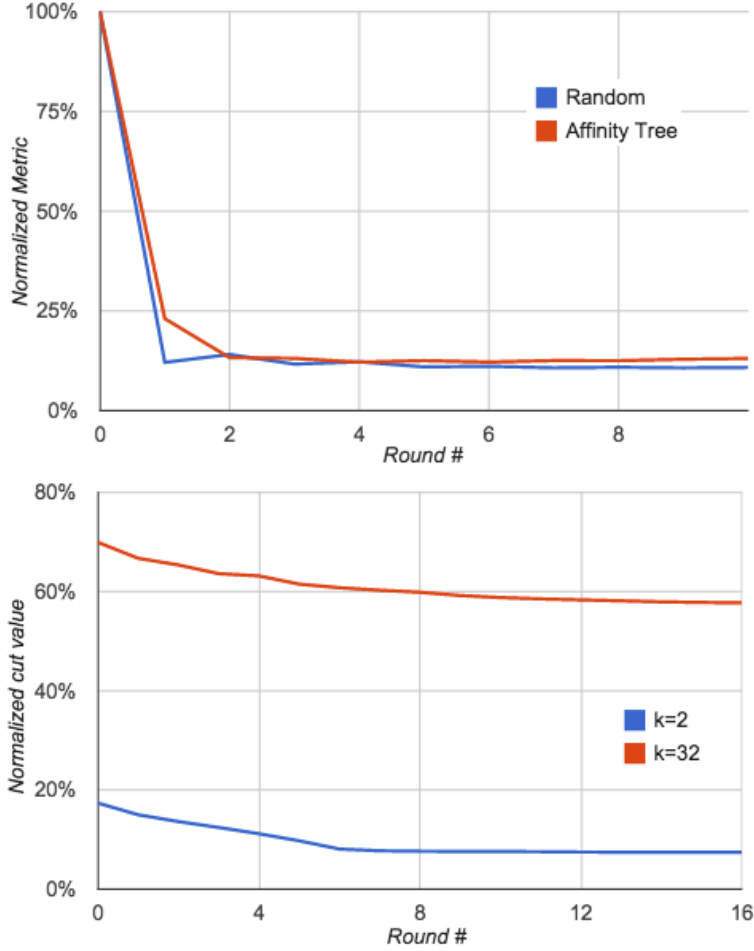 100%
75%
50%
25%
0%
Normalized Metric
Random
Affinity Tree
0 2 4 6 8
Round #
80%
60%
40%
20%
0%
Normalized cut value
k=2
k=32
0 4 8 12 16
Round #